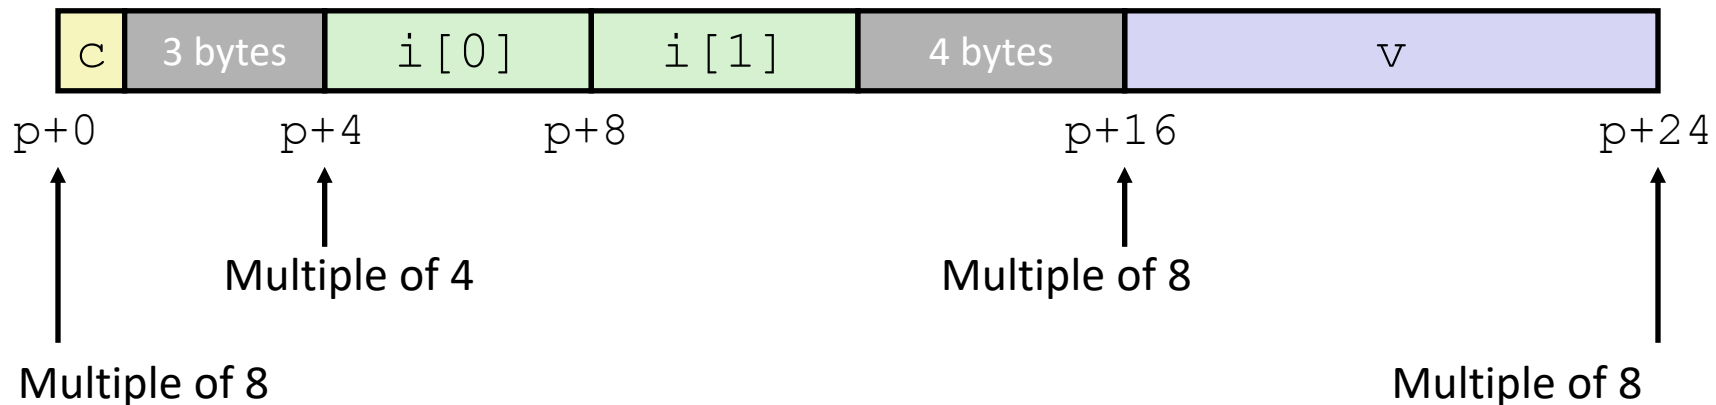 c 3 bytes i[0] i[1] 4 bytes v
p+0 p+4 p+8 p+16 p+24
Multiple of 4 Multiple of 8
Multiple of 8 Multiple of 8